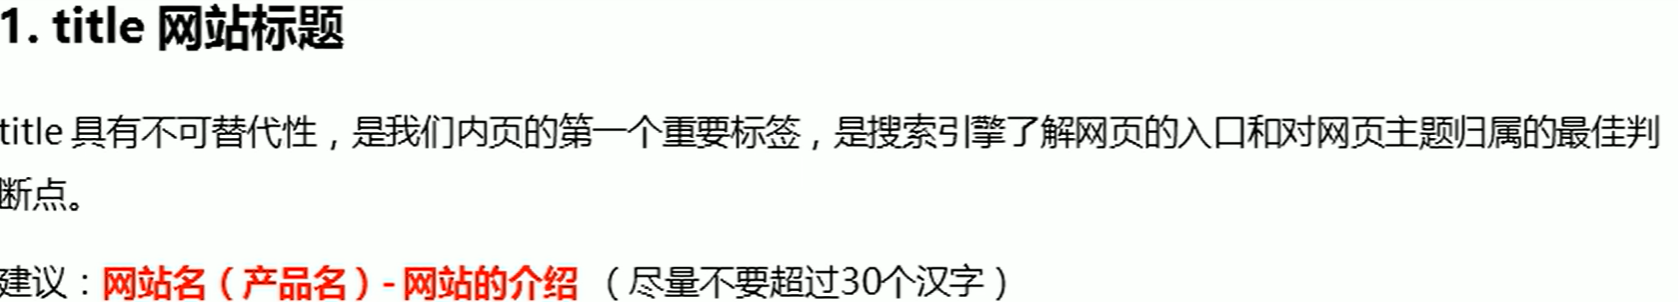 1. title 网站标题
title 具有不可替代性，是我们内页的第一个重要标签，是搜索引擎了解网页的入口和对网页主题归属的最佳判
断点。
建议：网站名（产品名）- 网站的介绍 （尽量不要超过30个汉字）